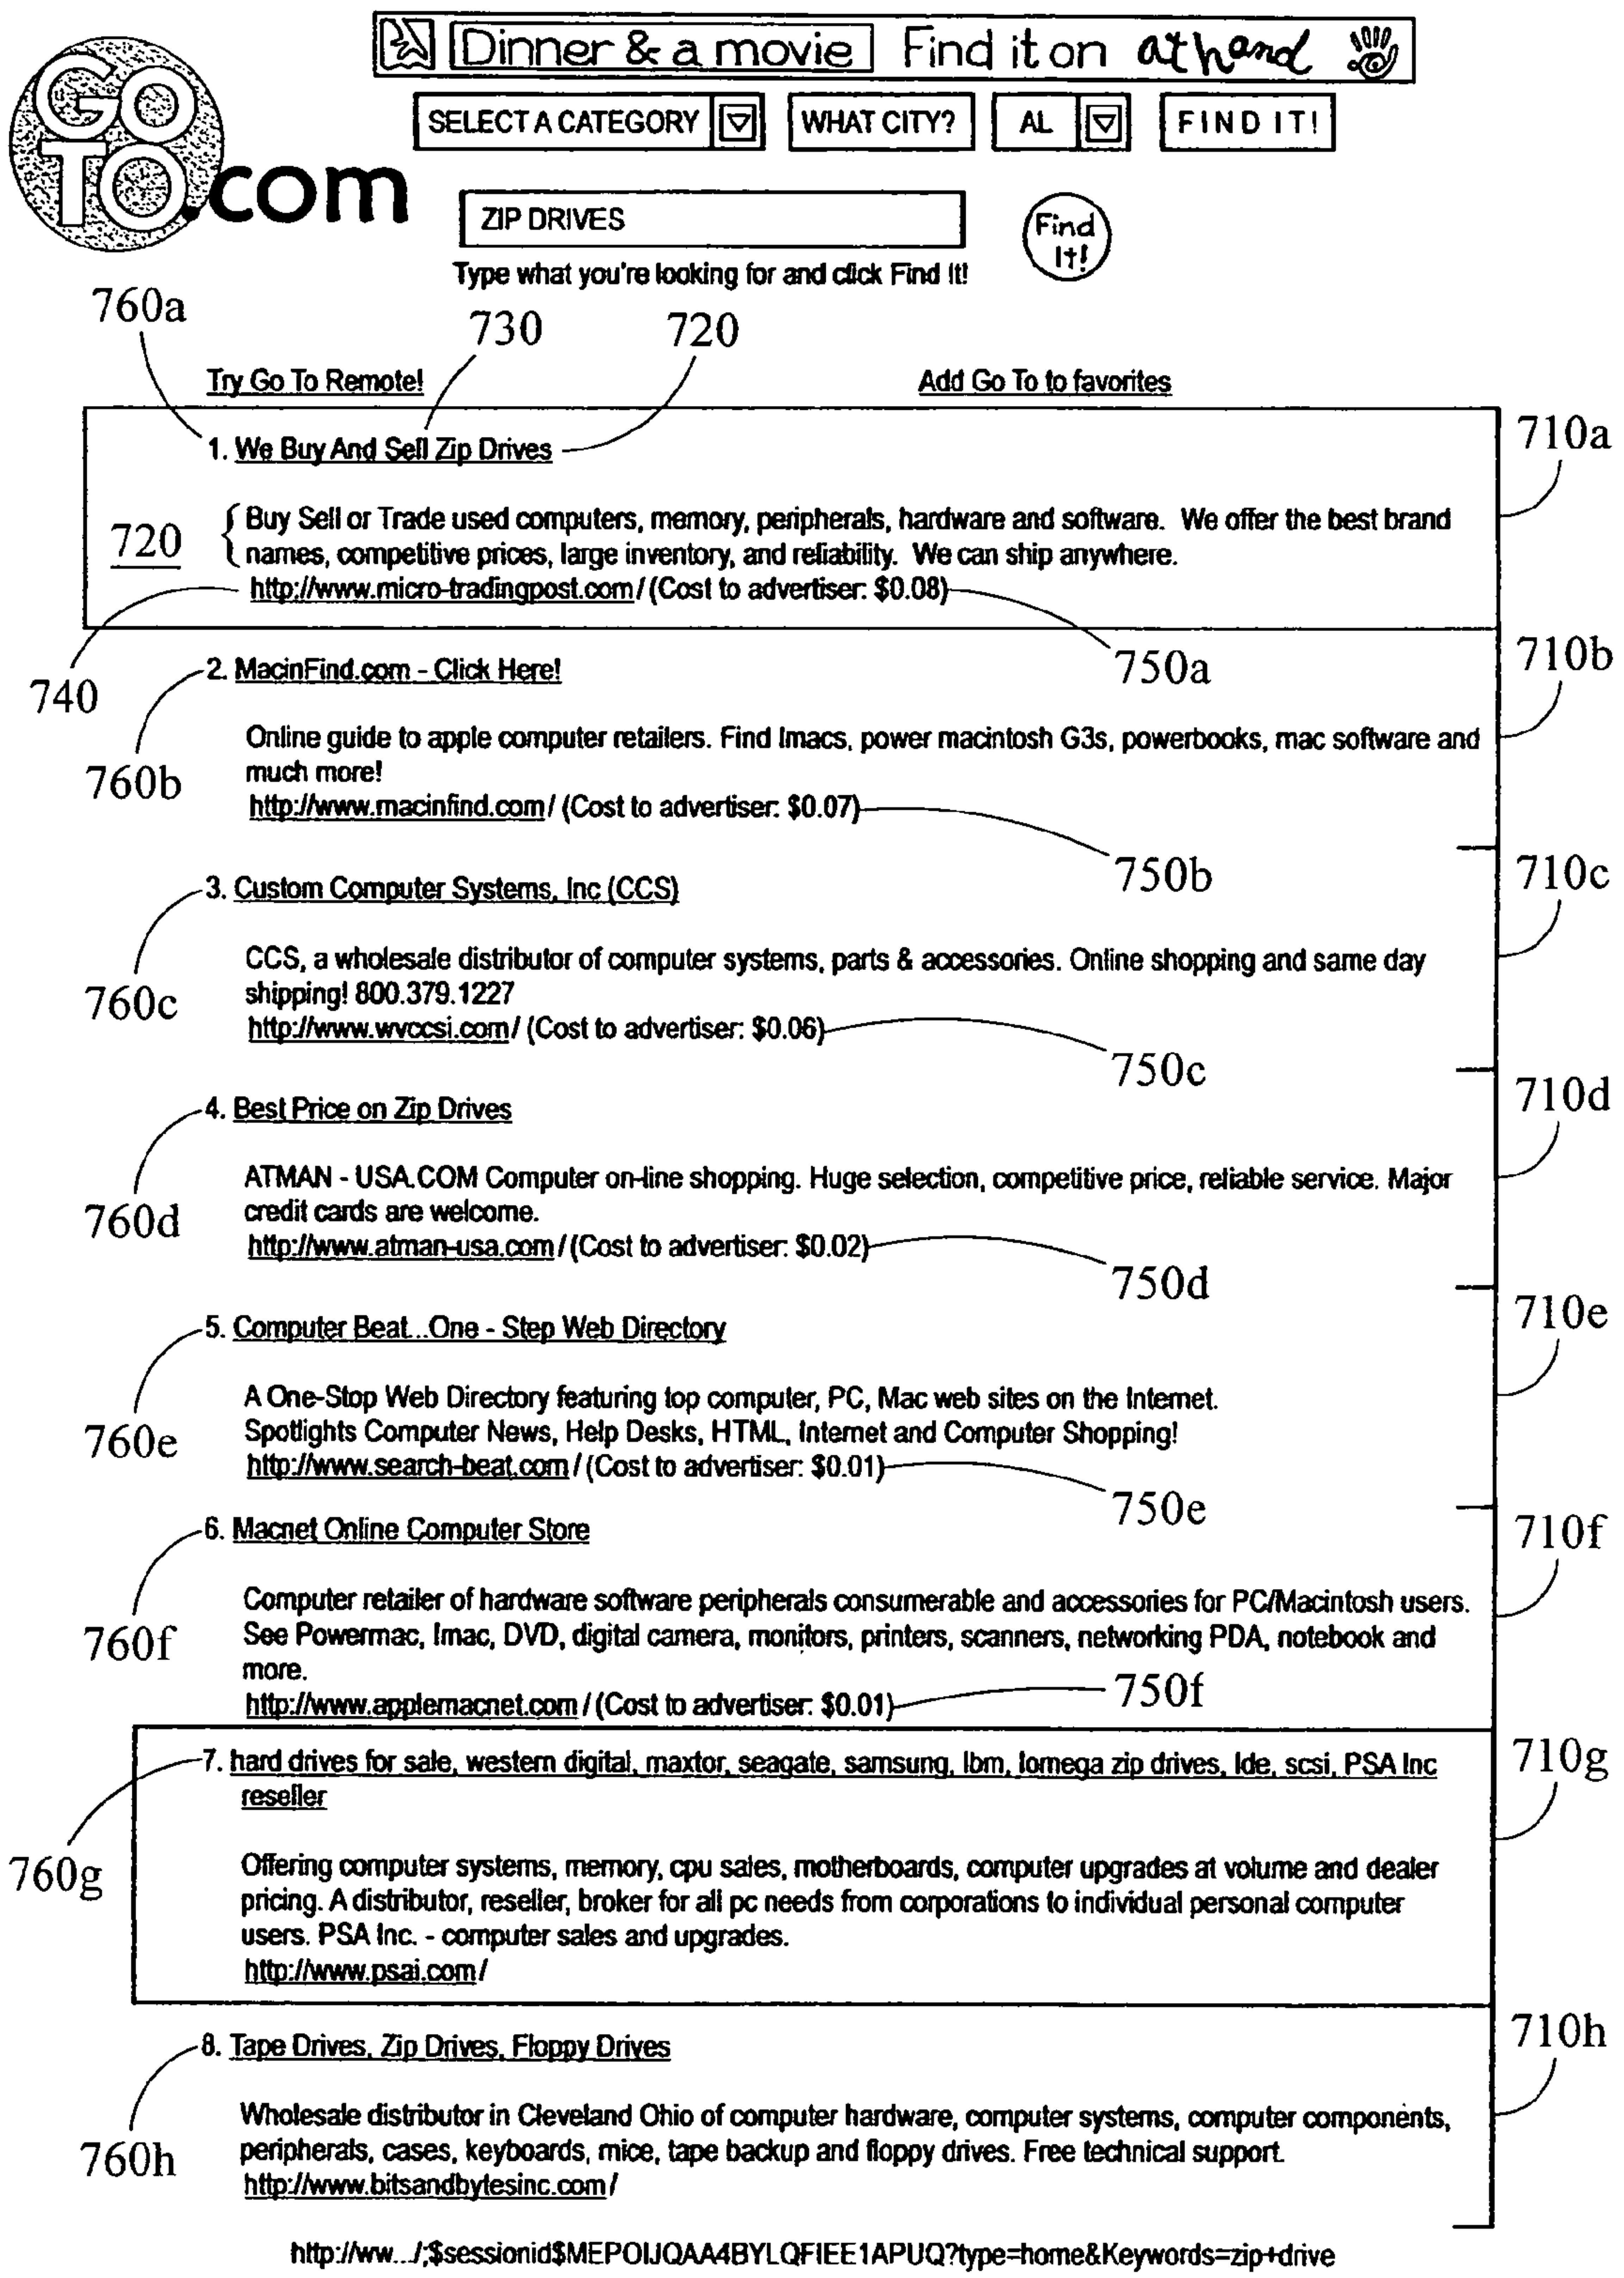 Dinner & a movie Find it on at hand
GO TO.com
SELECT A CATEGORY WHAT CITY? AL FIND IT!
ZIP DRIVES
Find It!
Type what you're looking for and click Find It!
760a 730 720
Try Go To Remote! Add Go To to favorites
710a
1. We Buy And Sell Zip Drives
720
Buy Sell or Trade used computers, memory, peripherals, hardware and software. We offer the best brand
names, competitive prices, large inventory, and reliability. We can ship anywhere.
http://www.micro-tradingpost.com/ (Cost to advertiser: $0.08)
740 750a 710b
2. MacinFind.com - Click Here!
760b
Online guide to apple computer retailers. Find Imacs, power macintosh G3s, powerbooks, mac software and
much more!
http://www.macinfind.com/ (Cost to advertiser: $0.07)
750b 710c
3. Custom Computer Systems, Inc (CCS)
760c
CCS, a wholesale distributor of computer systems, parts & accessories. Online shopping and same day
shipping! 800.379.1227
http://www.wvccsi.com/ (Cost to advertiser: $0.06)
750c 710d
4. Best Price on Zip Drives
760d
ATMAN - USA.COM Computer on-line shopping. Huge selection, competitive price, reliable service. Major
credit cards are welcome.
http://www.atman-usa.com/ (Cost to advertiser: $0.02)
750d 710e
5. Computer Beat...One - Step Web Directory
760e
A One-Stop Web Directory featuring top computer, PC, Mac web sites on the Internet.
Spotlights Computer News, Help Desks, HTML, Internet and Computer Shopping!
http://www.search-beat.com/ (Cost to advertiser: $0.01)
750e 710f
6. Macnet Online Computer Store
760f
Computer retailer of hardware software peripherals consumerable and accessories for PC/Macintosh users.
See Powermac, Imac, DVD, digital camera, monitors, printers, scanners, networking PDA, notebook and
more.
http://www.applemacnet.com/ (Cost to advertiser: $0.01)
750f 710g
7. hard drives for sale, western digital, maxtor, seagate, samsung, Ibm, Iomega zip drives, Ide, scsi, PSA Inc
reseller
760g
Offering computer systems, memory, cpu sales, motherboards, computer upgrades at volume and dealer
pricing. A distributor, reseller, broker for all pc needs from corporations to individual personal computer
users. PSA Inc. - computer sales and upgrades.
http://www.psai.com/
710h
8. Tape Drives, Zip Drives, Floppy Drives
760h
Wholesale distributor in Cleveland Ohio of computer hardware, computer systems, computer components,
peripherals, cases, keyboards, mice, tape backup and floppy drives. Free technical support.
http://www.bitsandbytesinc.com/
http://ww.../;$sessionid$MEPOIJQAA4BYLQFIEE1APUQ?type=home&Keywords=zip+drive